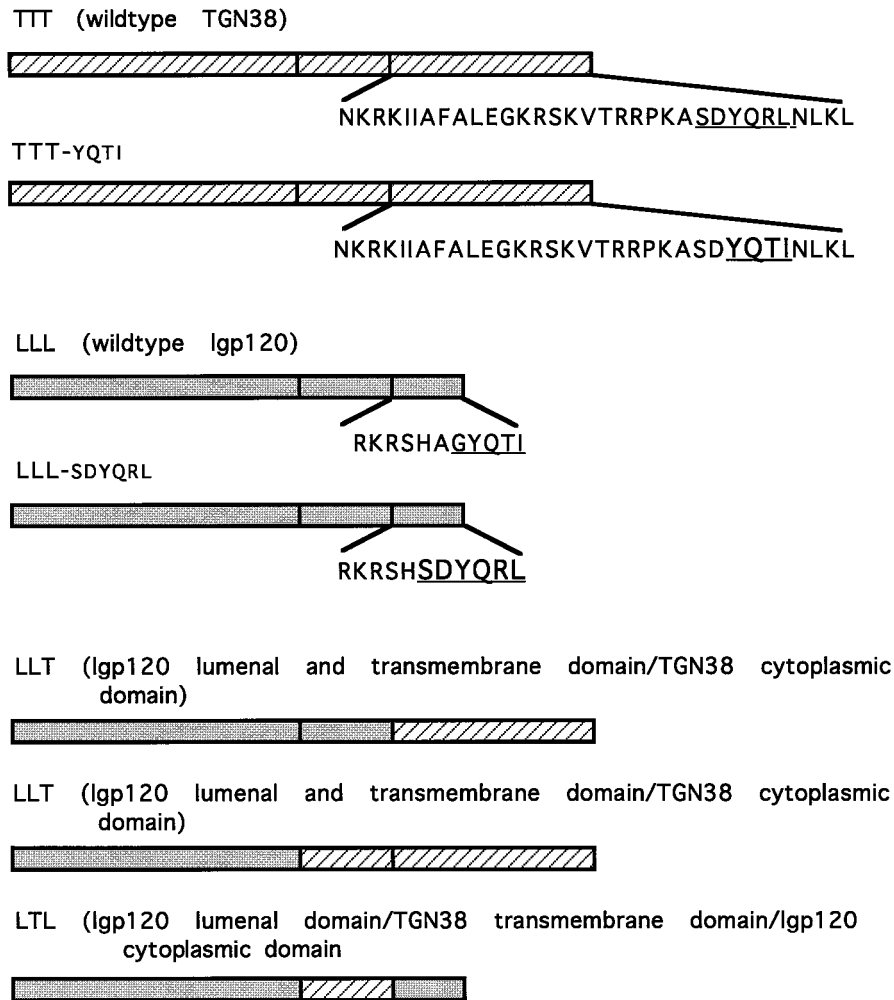 TTT (wildtype TGN38)
NKRKIIAFALEGKRSKVTRRPKASDYQRLNLKL
TTT-YQTI
NKRKIIAFALEGKRSKVTRRPKASDYQTINLKL
LLL (wildtype lgp120)
RKRSHAGYQTI
LLL-SDYQRL
RKRSHSDYQRL
LLT (lgp120 lumenal and transmembrane domain/TGN38 cytoplasmic
domain)
LLT (lgp120 lumenal and transmembrane domain/TGN38 cytoplasmic
domain)
LTL (lgp120 lumenal domain/TGN38 transmembrane domain/lgp120
cytoplasmic domain